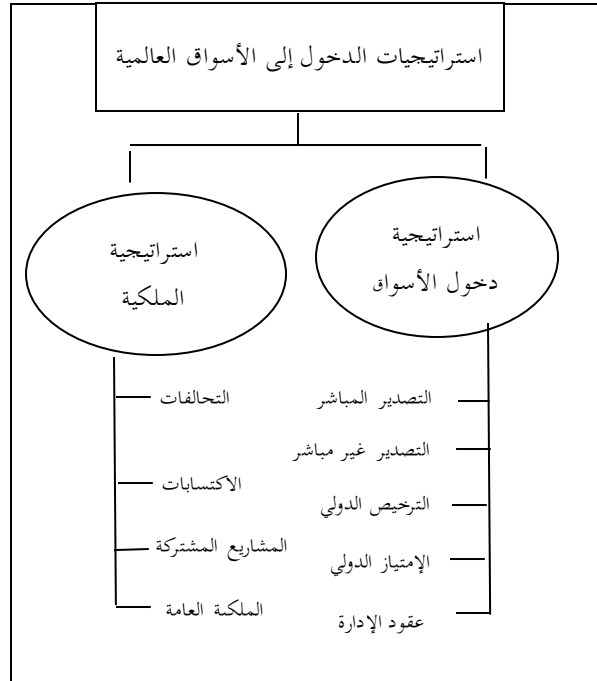 استراتيجيات الدخول إلى الأسواق العالمية
استراتيجية
دخول الأسواق
التصدير المباشر
التصدير غير مباشر
الترخيص الدولي
الإمتياز الدولي
عقود الإدارة
استراتيجية
الملكية
التحالفات
الاكتسابات
المشاريع المشتركة
الملكية العامة